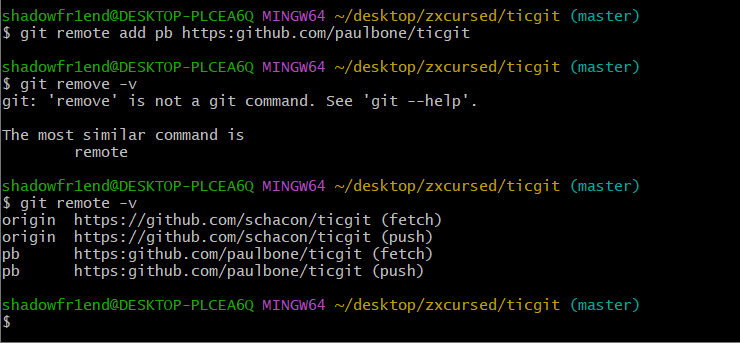 shadowfr1end@DESKTOP-PLCEA6Q MINGW64 ~/desktop/zxcursed/ticgit (master)
$ git remote add pb https:github.com/paulbone/ticgit
shadowfr1end@DESKTOP-PLCEA6Q MINGW64 ~/desktop/zxcursed/ticgit (master)
$ git remove -v
git: 'remove' is not a git command. See 'git --help'.
The most similar command is
remote
shadowfr1end@DESKTOP-PLCEA6Q MINGW64 ~/desktop/zxcursed/ticgit (master)
$ git remote -v
origin  https://github.com/schacon/ticgit (fetch)
origin  https://github.com/schacon/ticgit (push)
pb      https:github.com/paulbone/ticgit (fetch)
pb      https:github.com/paulbone/ticgit (push)
shadowfr1end@DESKTOP-PLCEA6Q MINGW64 ~/desktop/zxcursed/ticgit (master)
$